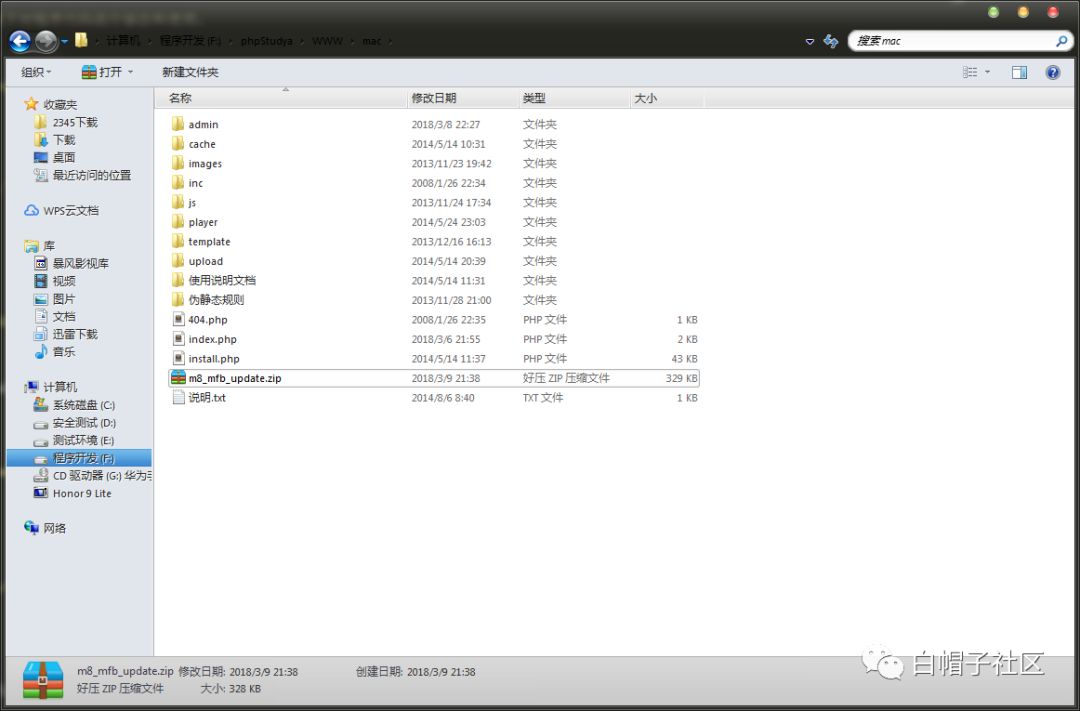 计算机 程序开发 (F:) phpStudya WWW mac 搜索 mac
组织 打开 新建文件夹
名称 修改日期 类型 大小
收藏夹
2345下载
下载
桌面
最近访问的位置
WPS云文档
库
暴风影视库
视频
图片
文档
迅雷下载
音乐
计算机
系统磁盘 (C:)
安全测试 (D:)
测试环境 (E:)
程序开发 (F:)
CD 驱动器 (G:) 华为手
Honor 9 Lite
网络
admin 2018/3/8 22:27 文件夹
cache 2014/5/14 10:31 文件夹
images 2013/11/23 19:42 文件夹
inc 2008/1/26 22:34 文件夹
js 2013/11/24 17:34 文件夹
player 2014/5/24 23:03 文件夹
template 2013/12/16 16:13 文件夹
upload 2014/5/14 20:39 文件夹
使用说明文档 2014/5/14 11:31 文件夹
伪静态规则 2013/11/28 21:00 文件夹
404.php 2008/1/26 22:35 PHP 文件 1 KB
index.php 2018/3/6 21:55 PHP 文件 2 KB
install.php 2014/5/14 11:37 PHP 文件 43 KB
m8_mfb_update.zip 2018/3/9 21:38 好压 ZIP 压缩文件 329 KB
说明.txt 2014/8/6 8:40 TXT 文件 1 KB
m8_mfb_update.zip 修改日期: 2018/3/9 21:38 创建日期: 2018/3/9 21:38
好压 ZIP 压缩文件 大小: 328 KB
白帽子社区